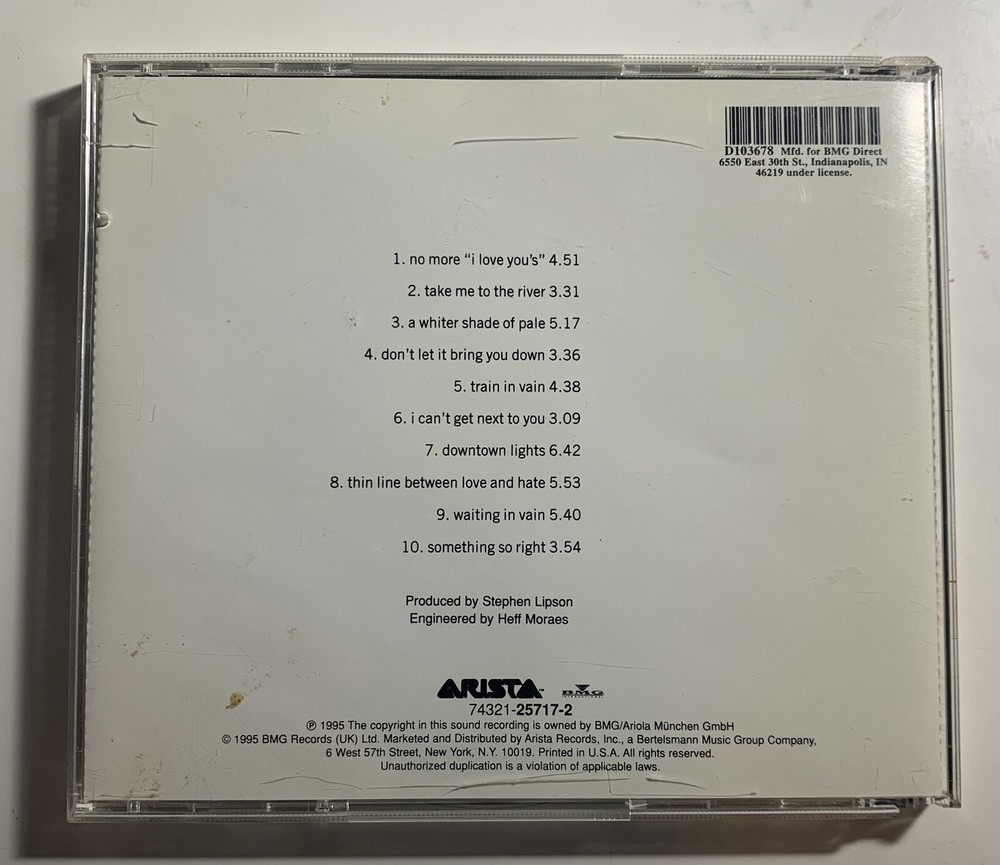 D103678 Mfd. for BMG Direct
6550 East 30th St., Indianapolis, IN
46219 under license.
1. no more “i love you’s” 4.51
2. take me to the river 3.31
3. a whiter shade of pale 5.17
4. don’t let it bring you down 3.36
5. train in vain 4.38
6. i can’t get next to you 3.09
7. downtown lights 6.42
8. thin line between love and hate 5.53
9. waiting in vain 5.40
10. something so right 3.54
Produced by Stephen Lipson
Engineered by Heff Moraes
ARISTA™ BMG
74321-25717-2
℗ 1995 The copyright in this sound recording is owned by BMG/Ariola München GmbH
© 1995 BMG Records (UK) Ltd. Marketed and Distributed by Arista Records, Inc., a Bertelsmann Music Group Company,
6 West 57th Street, New York, N.Y. 10019. Printed in U.S.A. All rights reserved.
Unauthorized duplication is a violation of applicable laws.